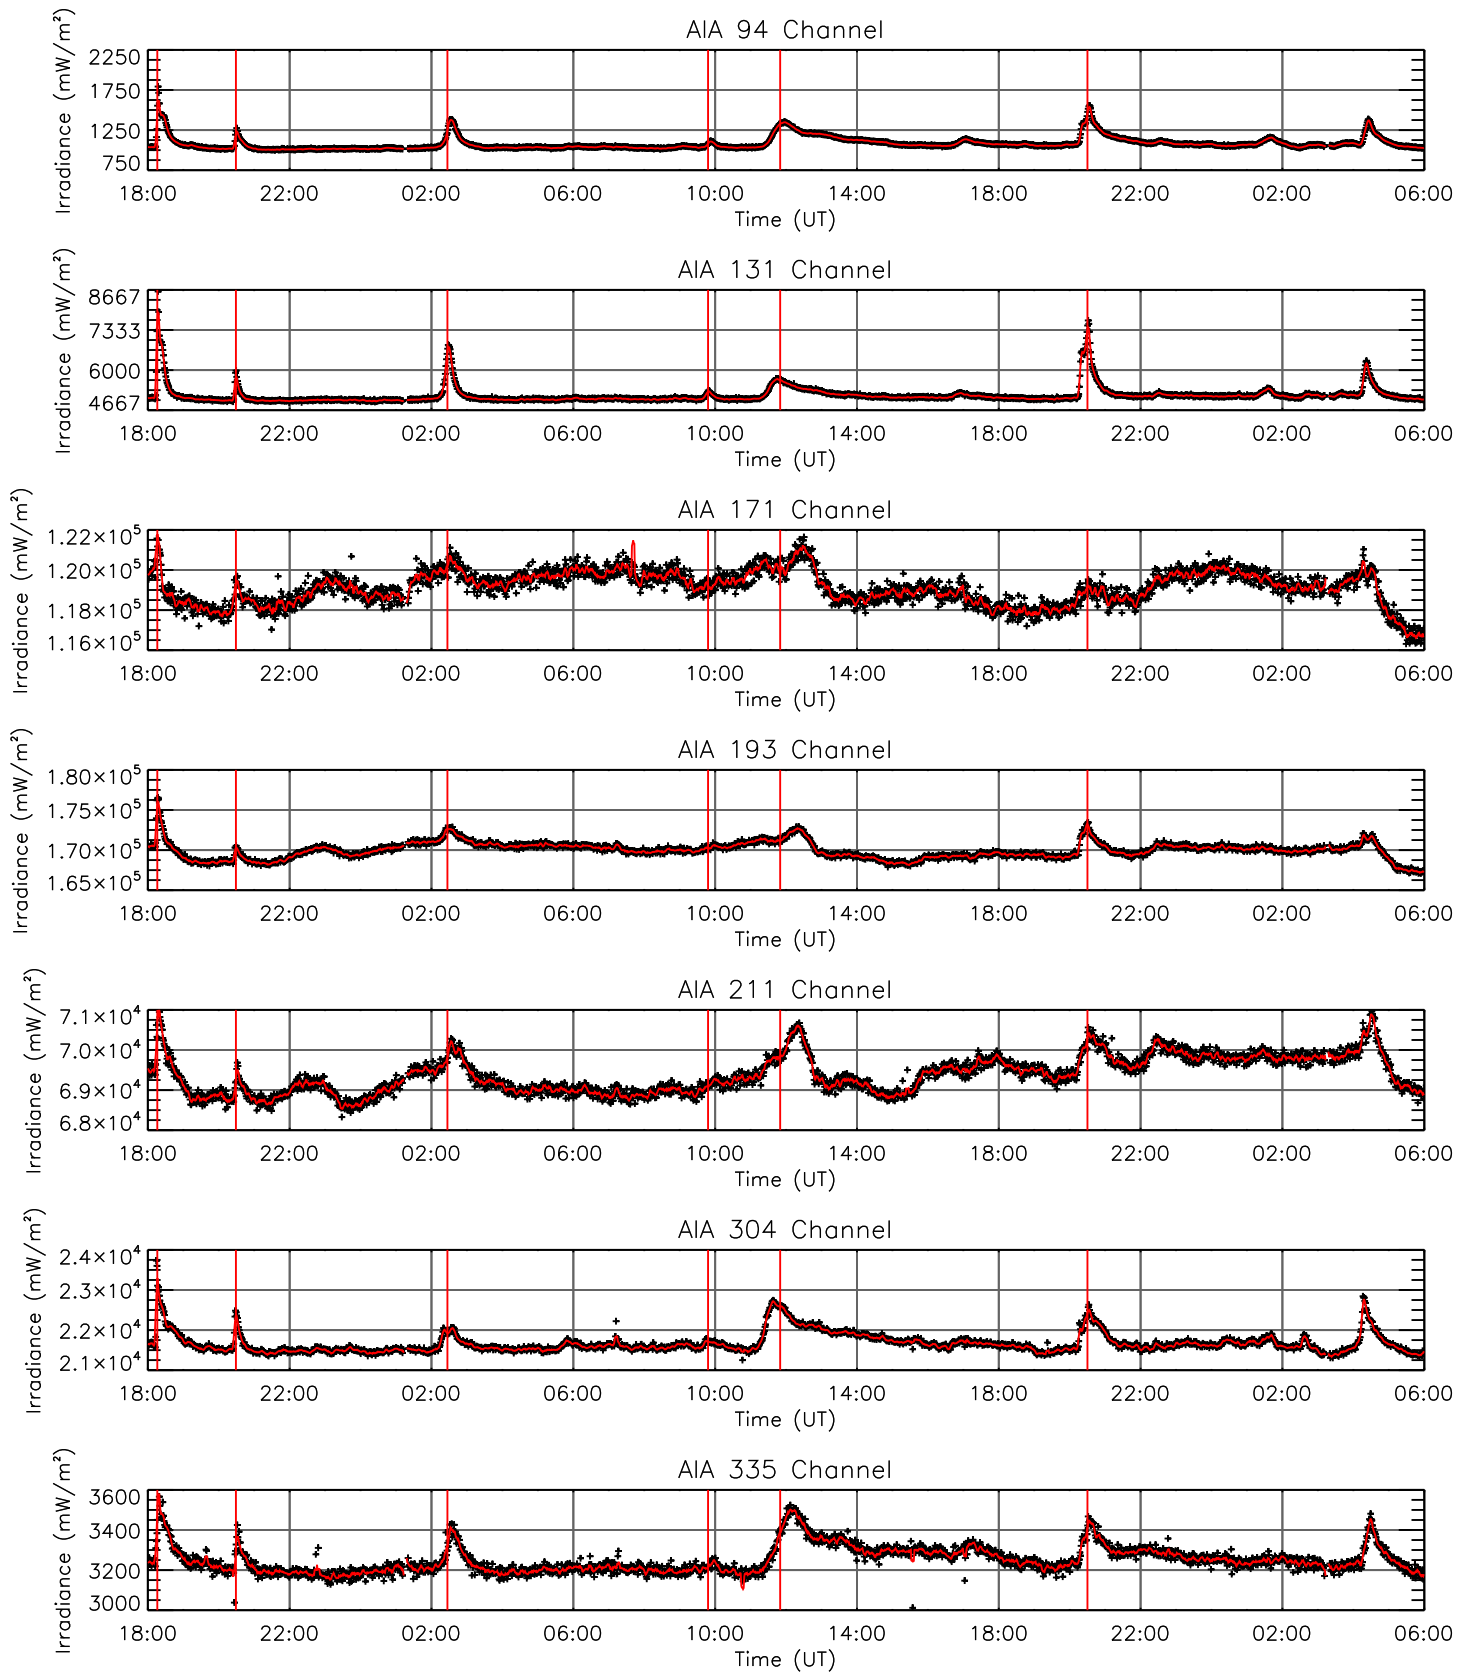 AIA 94 Channel
Irradiance (mW/m²)
2250
1750
1250
750
18:00 22:00 02:00 06:00 10:00 14:00 18:00 22:00 02:00 06:00
Time (UT)
AIA 131 Channel
Irradiance (mW/m²)
8667
7333
6000
4667
18:00 22:00 02:00 06:00 10:00 14:00 18:00 22:00 02:00 06:00
Time (UT)
AIA 171 Channel
Irradiance (mW/m²)
1.22×10⁵
1.20×10⁵
1.18×10⁵
1.16×10⁵
18:00 22:00 02:00 06:00 10:00 14:00 18:00 22:00 02:00 06:00
Time (UT)
AIA 193 Channel
Irradiance (mW/m²)
1.80×10⁵
1.75×10⁵
1.70×10⁵
1.65×10⁵
18:00 22:00 02:00 06:00 10:00 14:00 18:00 22:00 02:00 06:00
Time (UT)
AIA 211 Channel
Irradiance (mW/m²)
7.1×10⁴
7.0×10⁴
6.9×10⁴
6.8×10⁴
18:00 22:00 02:00 06:00 10:00 14:00 18:00 22:00 02:00 06:00
Time (UT)
AIA 304 Channel
Irradiance (mW/m²)
2.4×10⁴
2.3×10⁴
2.2×10⁴
2.1×10⁴
18:00 22:00 02:00 06:00 10:00 14:00 18:00 22:00 02:00 06:00
Time (UT)
AIA 335 Channel
Irradiance (mW/m²)
3600
3400
3200
3000
18:00 22:00 02:00 06:00 10:00 14:00 18:00 22:00 02:00 06:00
Time (UT)